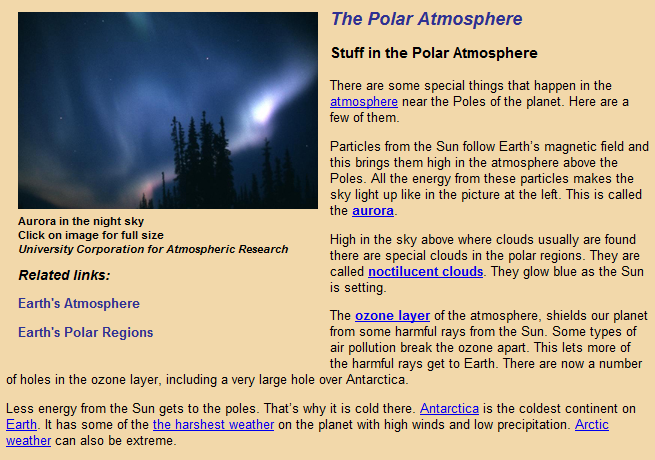 The Polar Atmosphere
Stuff in the Polar Atmosphere
There are some special things that happen in the
atmosphere near the Poles of the planet. Here are a
few of them.
Particles from the Sun follow Earth's magnetic field and
this brings them high in the atmosphere above the
Poles. All the energy from these particles makes the
sky light up like in the picture at the left. This is called
the aurora.
High in the sky above where clouds usually are found
there are special clouds in the polar regions. They are
called noctilucent clouds. They glow blue as the Sun
is setting.
The ozone layer of the atmosphere, shields our planet
from some harmful rays from the Sun. Some types of
air pollution break the ozone apart. This lets more of
the harmful rays get to Earth. There are now a number
of holes in the ozone layer, including a very large hole over Antarctica.
Less energy from the Sun gets to the poles. That's why it is cold there. Antarctica is the coldest continent on
Earth. It has some of the the harshest weather on the planet with high winds and low precipitation. Arctic
weather can also be extreme.
Aurora in the night sky
Click on image for full size
University Corporation for Atmospheric Research
Related links:
Earth's Atmosphere
Earth's Polar Regions